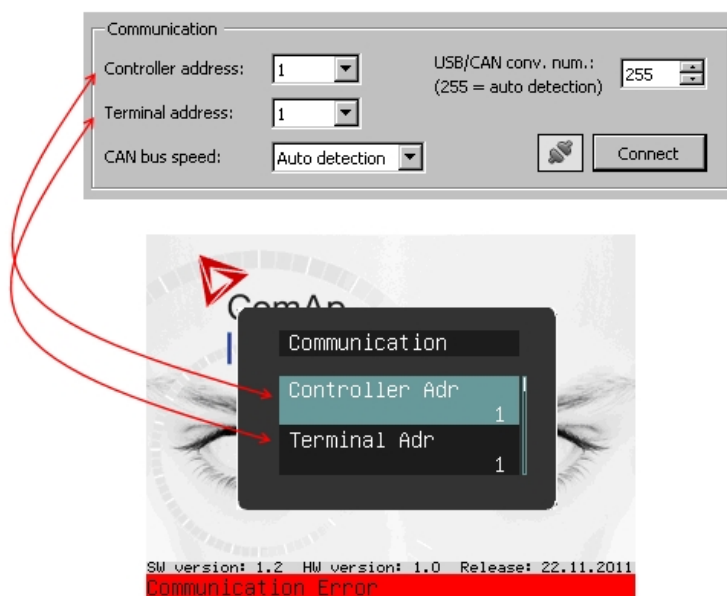 Communication
Controller address: 1
USB/CAN conv. num.: 255
(255 = auto detection)
Terminal address: 1
CAN bus speed: Auto detection
Connect
ComAp
Communication
Controller Adr
1
Terminal Adr
1
SW version: 1.2 HW version: 1.0 Release: 22.11.2011
Communication Error